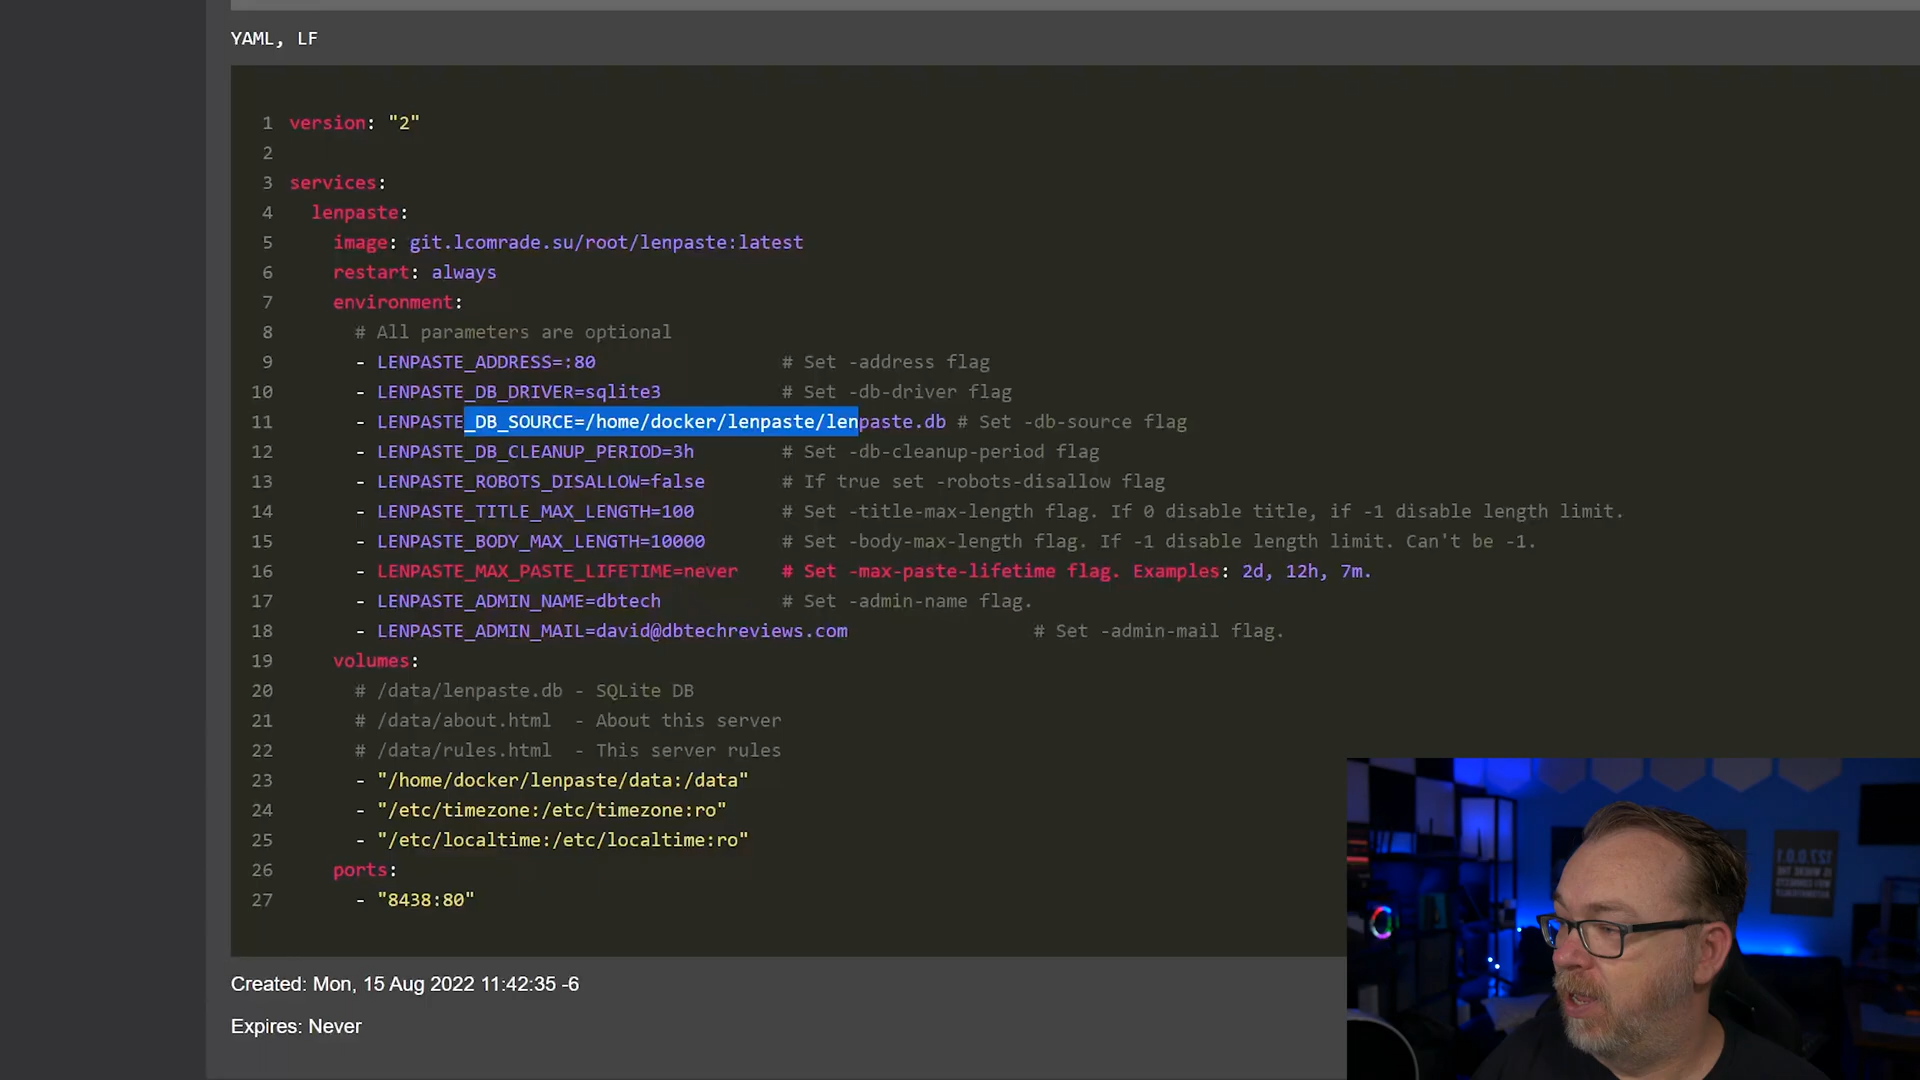 YAML, LF
1 version: "2"
2
3 services:
4 lenpaste:
5 image: git.lcomrade.su/root/lenpaste:latest
6 restart: always
7 environment:
8 # All parameters are optional
9 - LENPASTE_ADDRESS=:80 # Set -address flag
10 - LENPASTE_DB_DRIVER=sqlite3 # Set -db-driver flag
11 - LENPASTE_DB_SOURCE=/home/docker/lenpaste/lenpaste.db # Set -db-source flag
12 - LENPASTE_DB_CLEANUP_PERIOD=3h # Set -db-cleanup-period flag
13 - LENPASTE_ROBOTS_DISALLOW=false # If true set -robots-disallow flag
14 - LENPASTE_TITLE_MAX_LENGTH=100 # Set -title-max-length flag. If 0 disable title, if -1 disable length limit.
15 - LENPASTE_BODY_MAX_LENGTH=10000 # Set -body-max-length flag. If -1 disable length limit. Can't be -1.
16 - LENPASTE_MAX_PASTE_LIFETIME=never # Set -max-paste-lifetime flag. Examples: 2d, 12h, 7m.
17 - LENPASTE_ADMIN_NAME=dbtech # Set -admin-name flag.
18 - LENPASTE_ADMIN_MAIL=david@dbtechreviews.com # Set -admin-mail flag.
19 volumes:
20 # /data/lenpaste.db - SQLite DB
21 # /data/about.html - About this server
22 # /data/rules.html - This server rules
23 - "/home/docker/lenpaste/data:/data"
24 - "/etc/timezone:/etc/timezone:ro"
25 - "/etc/localtime:/etc/localtime:ro"
26 ports:
27 - "8438:80"
Created: Mon, 15 Aug 2022 11:42:35 -6
Expires: Never
127.0.0.1
IS WHERE THE